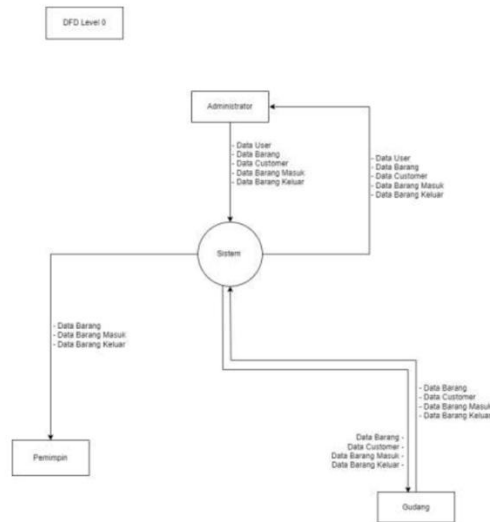 DFD Level 0
Administrator
- Data User
- Data Barang
- Data Customer
- Data Barang Masuk
- Data Barang Keluar
- Data User
- Data Barang
- Data Customer
- Data Barang Masuk
- Data Barang Keluar
Sistem
- Data Barang
- Data Barang Masuk
- Data Barang Keluar
- Data Barang
- Data Customer
- Data Barang Masuk
- Data Barang Keluar
Data Barang -
Data Customer -
Data Barang Masuk -
Data Barang Keluar -
Pemimpin
Gudang